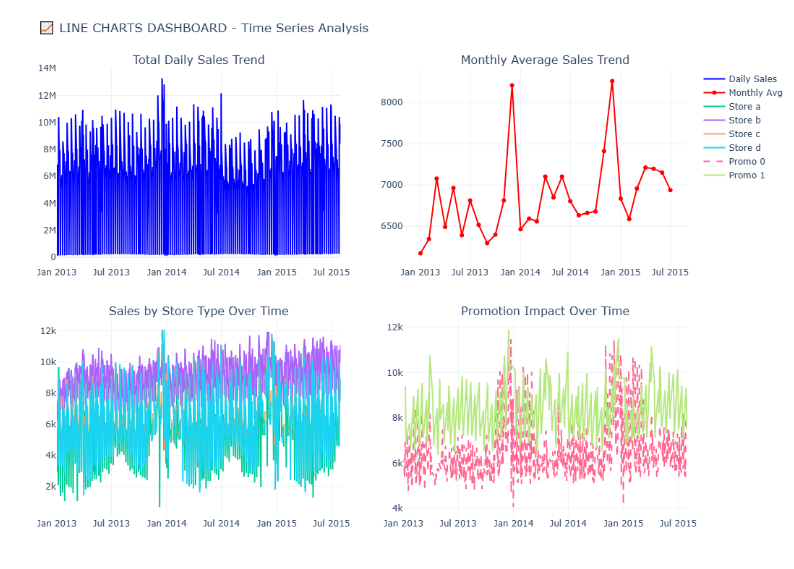 📈 LINE CHARTS DASHBOARD - Time Series Analysis
Total Daily Sales Trend
14M
12M
10M
8M
6M
4M
2M
0
Jan 2013 Jul 2013 Jan 2014 Jul 2014 Jan 2015 Jul 2015
Monthly Average Sales Trend
8000
7500
7000
6500
Jan 2013 Jul 2013 Jan 2014 Jul 2014 Jan 2015 Jul 2015
Daily Sales
Monthly Avg
Store a
Store b
Store c
Store d
Promo 0
Promo 1
Sales by Store Type Over Time
12k
10k
8k
6k
4k
2k
Jan 2013 Jul 2013 Jan 2014 Jul 2014 Jan 2015 Jul 2015
Promotion Impact Over Time
12k
10k
8k
6k
4k
Jan 2013 Jul 2013 Jan 2014 Jul 2014 Jan 2015 Jul 2015